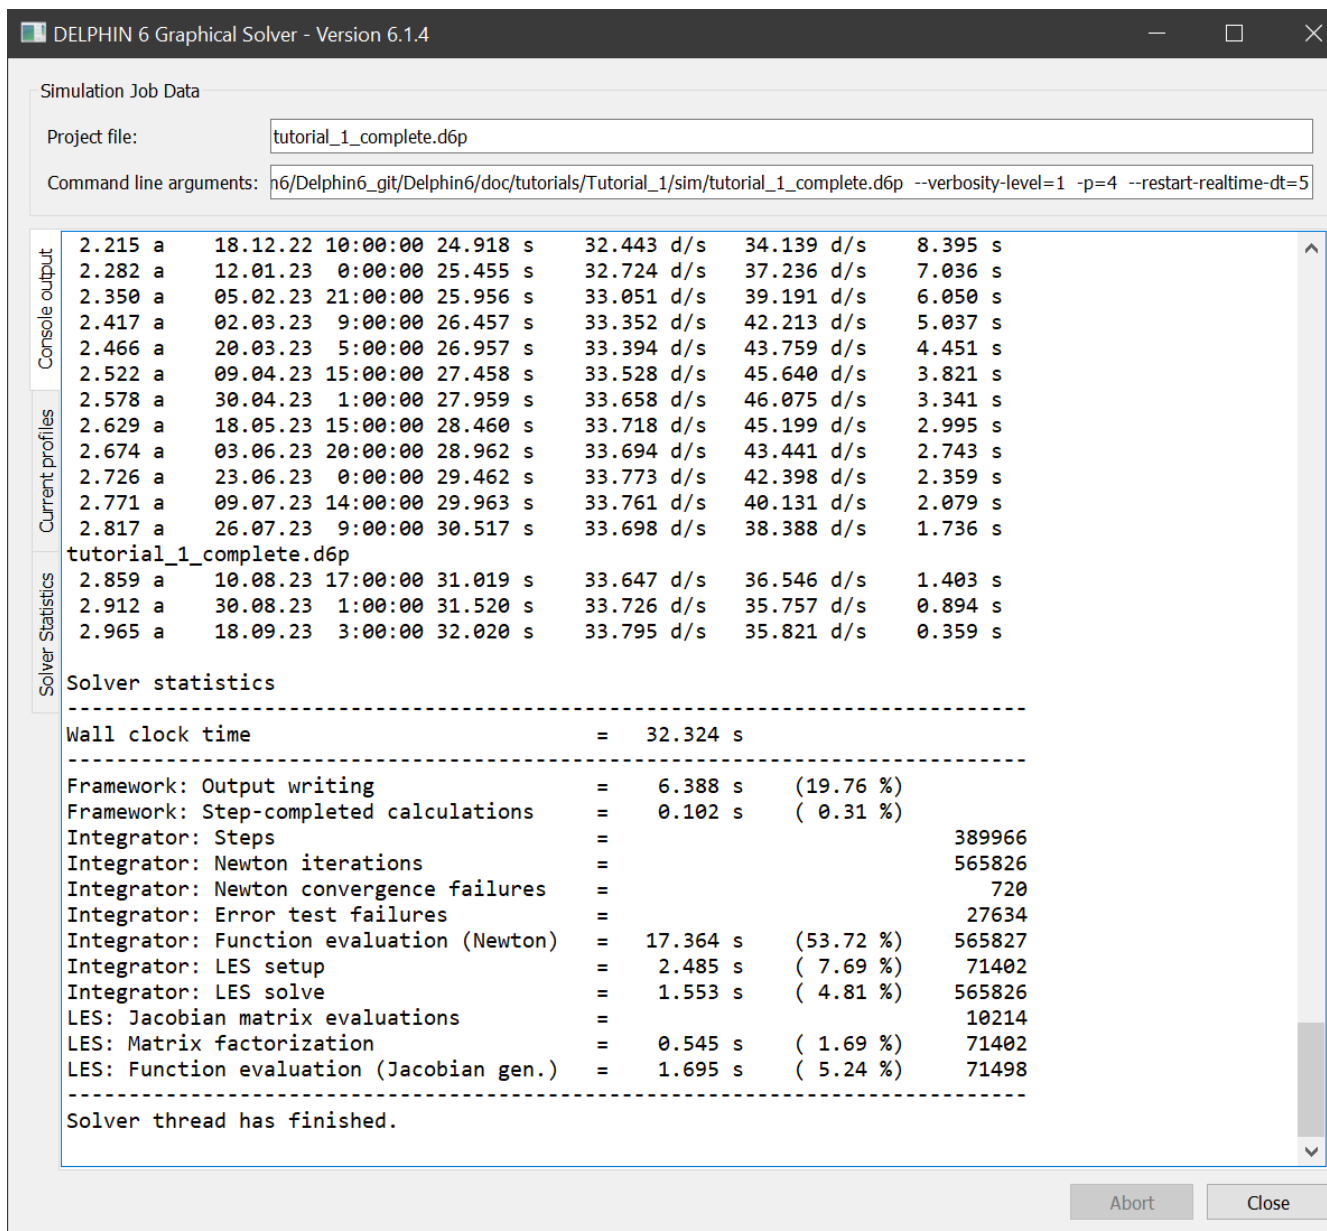 DELPHIN 6 Graphical Solver - Version 6.1.4
Simulation Job Data
Project file: tutorial_1_complete.d6p
Command line arguments: n6/Delphin6_git/Delphin6/doc/tutorials/Tutorial_1/sim/tutorial_1_complete.d6p --verbosity-level=1 -p=4 --restart-realtime-dt=5
Console output
Current profiles
Solver Statistics
2.215 a 18.12.22 10:00:00 24.918 s 32.443 d/s 34.139 d/s 8.395 s
2.282 a 12.01.23 0:00:00 25.455 s 32.724 d/s 37.236 d/s 7.036 s
2.350 a 05.02.23 21:00:00 25.956 s 33.051 d/s 39.191 d/s 6.050 s
2.417 a 02.03.23 9:00:00 26.457 s 33.352 d/s 42.213 d/s 5.037 s
2.466 a 20.03.23 5:00:00 26.957 s 33.394 d/s 43.759 d/s 4.451 s
2.522 a 09.04.23 15:00:00 27.458 s 33.528 d/s 45.640 d/s 3.821 s
2.578 a 30.04.23 1:00:00 27.959 s 33.658 d/s 46.075 d/s 3.341 s
2.629 a 18.05.23 15:00:00 28.460 s 33.718 d/s 45.199 d/s 2.995 s
2.674 a 03.06.23 20:00:00 28.962 s 33.694 d/s 43.441 d/s 2.743 s
2.726 a 23.06.23 0:00:00 29.462 s 33.773 d/s 42.398 d/s 2.359 s
2.771 a 09.07.23 14:00:00 29.963 s 33.761 d/s 40.131 d/s 2.079 s
2.817 a 26.07.23 9:00:00 30.517 s 33.698 d/s 38.388 d/s 1.736 s
tutorial_1_complete.d6p
2.859 a 10.08.23 17:00:00 31.019 s 33.647 d/s 36.546 d/s 1.403 s
2.912 a 30.08.23 1:00:00 31.520 s 33.726 d/s 35.757 d/s 0.894 s
2.965 a 18.09.23 3:00:00 32.020 s 33.795 d/s 35.821 d/s 0.359 s
Solver statistics
------------------------------------------------------------------------------
Wall clock time = 32.324 s
------------------------------------------------------------------------------
Framework: Output writing = 6.388 s (19.76 %)
Framework: Step-completed calculations = 0.102 s ( 0.31 %)
Integrator: Steps = 389966
Integrator: Newton iterations = 565826
Integrator: Newton convergence failures = 720
Integrator: Error test failures = 27634
Integrator: Function evaluation (Newton) = 17.364 s (53.72 %) 565827
Integrator: LES setup = 2.485 s ( 7.69 %) 71402
Integrator: LES solve = 1.553 s ( 4.81 %) 565826
LES: Jacobian matrix evaluations = 10214
LES: Matrix factorization = 0.545 s ( 1.69 %) 71402
LES: Function evaluation (Jacobian gen.) = 1.695 s ( 5.24 %) 71498
------------------------------------------------------------------------------
Solver thread has finished.
Abort Close